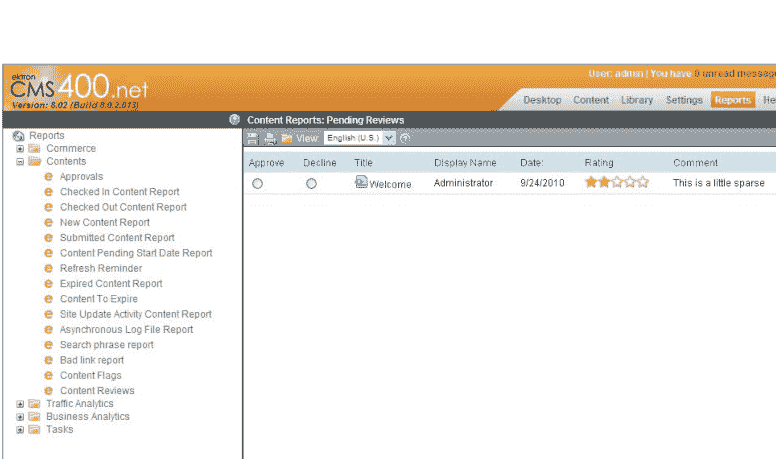 ektron
CMS400.net
Version: 8.02 (Build 8.0.2.013)
User: admin | You have 0 unread message
Desktop Content Library Settings Reports He
Content Reports: Pending Reviews
View: English (U.S.)
Reports
Commerce
Contents
Approvals
Checked In Content Report
Checked Out Content Report
New Content Report
Submitted Content Report
Content Pending Start Date Report
Refresh Reminder
Expired Content Report
Content To Expire
Site Update Activity Content Report
Asynchronous Log File Report
Search phrase report
Bad link report
Content Flags
Content Reviews
Traffic Analytics
Business Analytics
Tasks
Approve Decline Title Display Name Date: Rating Comment
Welcome Administrator 9/24/2010 This is a little sparse